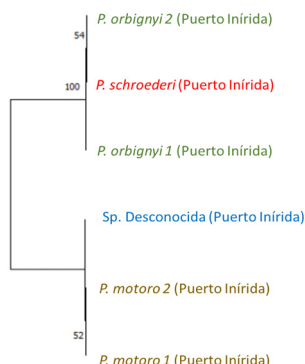 P. orbignyi 2 (Puerto Inírida)
54
P. schroederi (Puerto Inírida)
100
P. orbignyi 1 (Puerto Inírida)
Sp. Desconocida (Puerto Inírida)
P. motoro 2 (Puerto Inírida)
52
P. motoro 1 (Puerto Inírida)